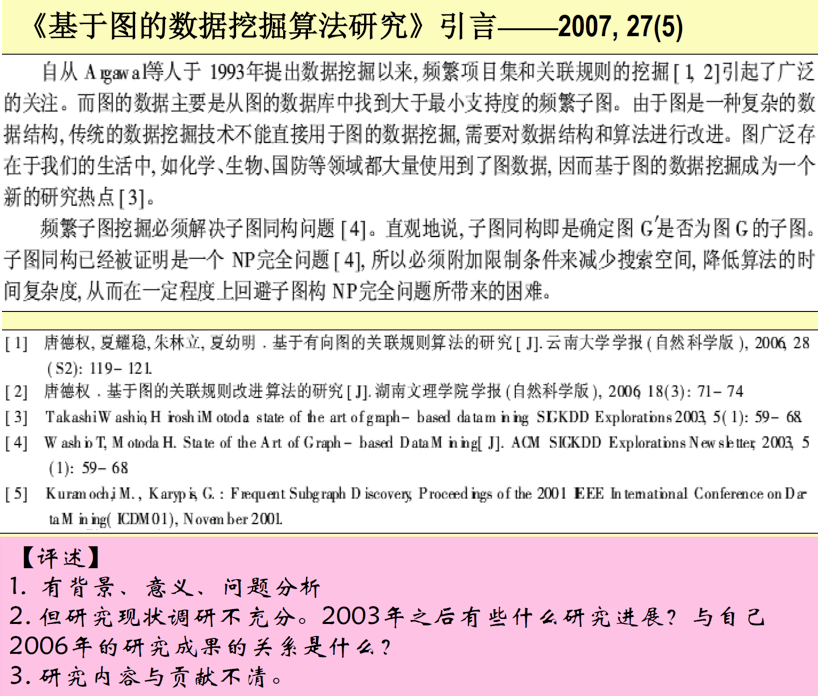 《基于图的数据挖掘算法研究》引言——2007, 27(5)
自从 Argawal等人于 1993年提出数据挖掘以来, 频繁项目集和关联规则的挖掘 [ 1, 2]引起了广泛
的关注。而图的数据主要是从图的数据库中找到大于最小支持度的频繁子图。由于图是一种复杂的数
据结构, 传统的数据挖掘技术不能直接用于图的数据挖掘, 需要对数据结构和算法进行改进。图广泛存
在于我们的生活中, 如化学、生物、国防等领域都大量使用到了图数据, 因而基于图的数据挖掘成为一个
新的研究热点 [ 3]。
频繁子图挖掘必须解决子图同构问题 [ 4]。直观地说, 子图同构即是确定图 G'是否为图 G 的子图。
子图同构已经被证明是一个 NP完全问题 [ 4], 所以必须附加限制条件来减少搜索空间, 降低算法的时
间复杂度, 从而在一定程度上回避子图构 NP完全问题所带来的困难。
[ 1] 唐德权, 夏耀稳, 朱林立, 夏幼明 . 基于有向图的关联规则算法的研究 [ J]. 云南大学学报 (自然科学版 ), 2006, 28
(S2): 119- 121.
[ 2] 唐德权 . 基于图的关联规则改进算法的研究 [ J]. 湖南文理学院学报 (自然科学版 ), 2006, 18(3): 71- 74
[ 3] Takashi Washio, Hiroshi Motoda: state of the art of graph- based data mining. SIGKDD Explorations 2003, 5( 1): 59- 68.
[ 4] Washio T, Motoda H. State of the Art of Graph - based Data Mining[ J]. ACM SIGKDD Explorations Newsletter, 2003, 5
(1): 59- 68
[ 5] Kuramochi, M. , Karypis, G. : Frequent Subgraph Discovery, Proceedings of the 2001 IEEE International Conference on Da-
ta Mining( ICDM 01), November 2001.
【评述】
1. 有背景、意义、问题分析
2. 但研究现状调研不充分。2003年之后有些什么研究进展？与自己
2006年的研究成果的关系是什么？
3. 研究内容与贡献不清。